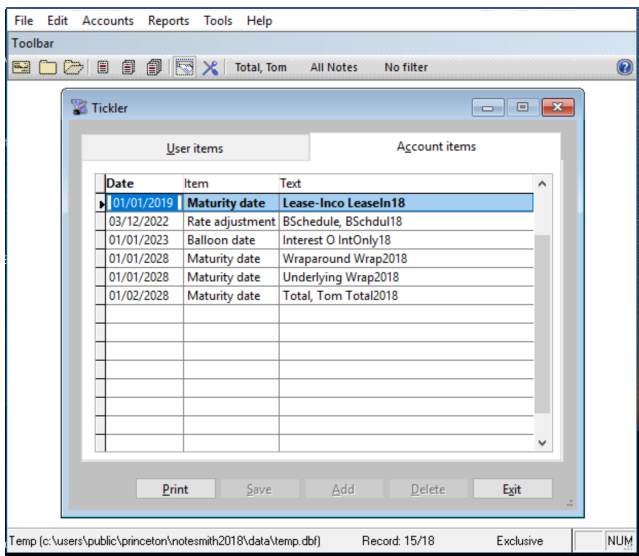 File Edit Accounts Reports Tools Help
Toolbar
Total, Tom All Notes No filter
Tickler
User items Account items
Date Item Text
01/01/2019 Maturity date Lease-Inco LeaseIn18
03/12/2022 Rate adjustment BSchedule, BSchdul18
01/01/2023 Balloon date Interest O IntOnly18
01/01/2028 Maturity date Wraparound Wrap2018
01/01/2028 Maturity date Underlying Wrap2018
01/02/2028 Maturity date Total, Tom Total2018
Print Save Add Delete Exit
Temp (c:\users\public\princeton\notesmith2018\data\temp.dbf) Record: 15/18 Exclusive NUM